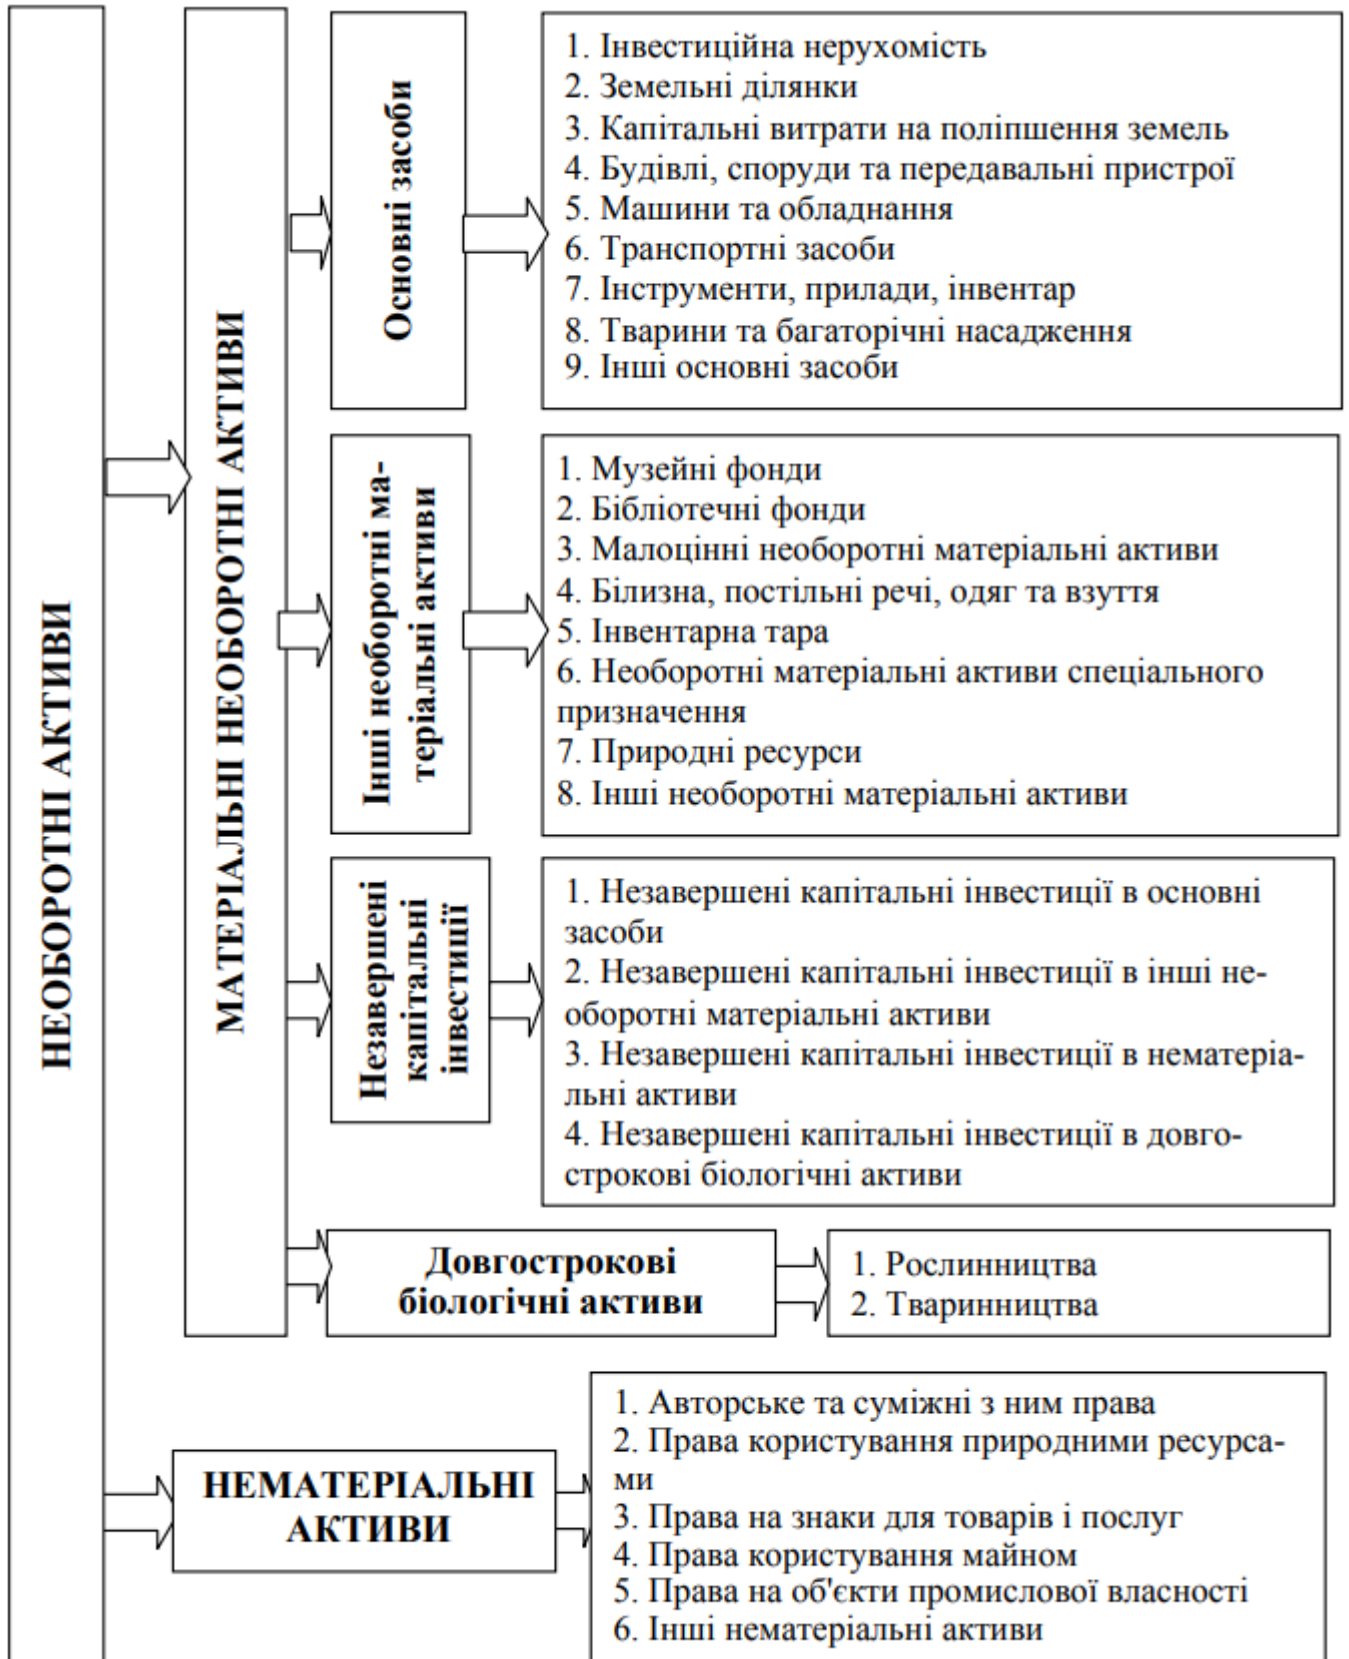 НЕОБОРОТНІ АКТИВИ
МАТЕРІАЛЬНІ НЕОБОРОТНІ АКТИВИ
Основні засоби
1. Інвестиційна нерухомість
2. Земельні ділянки
3. Капітальні витрати на поліпшення земель
4. Будівлі, споруди та передавальні пристрої
5. Машини та обладнання
6. Транспортні засоби
7. Інструменти, прилади, інвентар
8. Тварини та багаторічні насадження
9. Інші основні засоби
Інші необоротні ма-
теріальні активи
1. Музейні фонди
2. Бібліотечні фонди
3. Малоцінні необоротні матеріальні активи
4. Білизна, постільні речі, одяг та взуття
5. Інвентарна тара
6. Необоротні матеріальні активи спеціального
призначення
7. Природні ресурси
8. Інші необоротні матеріальні активи
Незавершені
капітальні
інвестиції
1. Незавершені капітальні інвестиції в основні
засоби
2. Незавершені капітальні інвестиції в інші не-
оборотні матеріальні активи
3. Незавершені капітальні інвестиції в нематеріа-
льні активи
4. Незавершені капітальні інвестиції в довго-
строкові біологічні активи
Довгострокові
біологічні активи
1. Рослинництва
2. Тваринництва
НЕМАТЕРІАЛЬНІ
АКТИВИ
1. Авторське та суміжні з ним права
2. Права користування природними ресурса-
ми
3. Права на знаки для товарів і послуг
4. Права користування майном
5. Права на об'єкти промислової власності
6. Інші нематеріальні активи